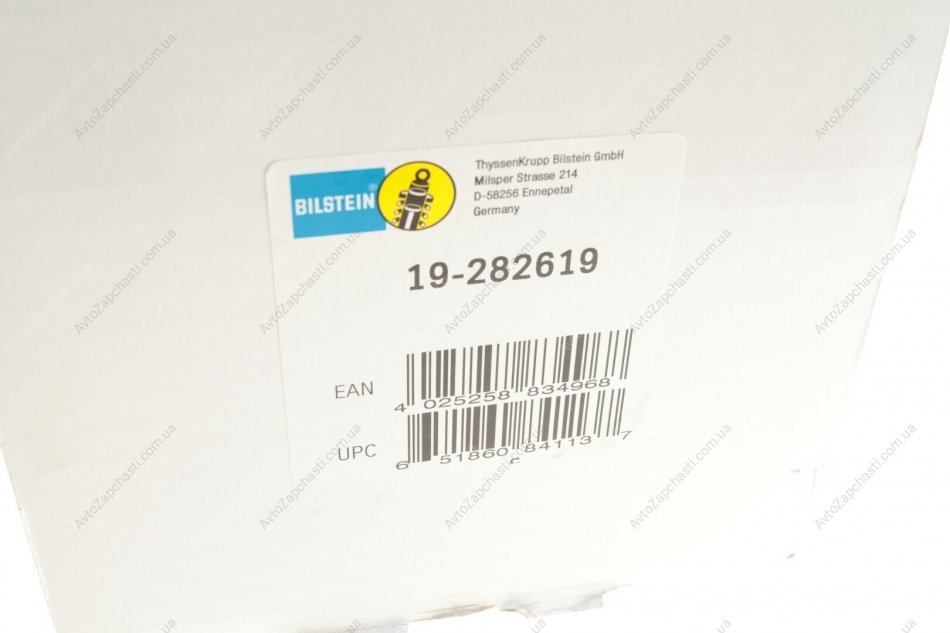 BILSTEIN®
ThyssenKrupp Bilstein GmbH
Milsper Strasse 214
D-58256 Ennepetal
Germany
19-282619
EAN
4 025258 834968
UPC
6 51860 84113 7
AvtoZapchasti.com.ua